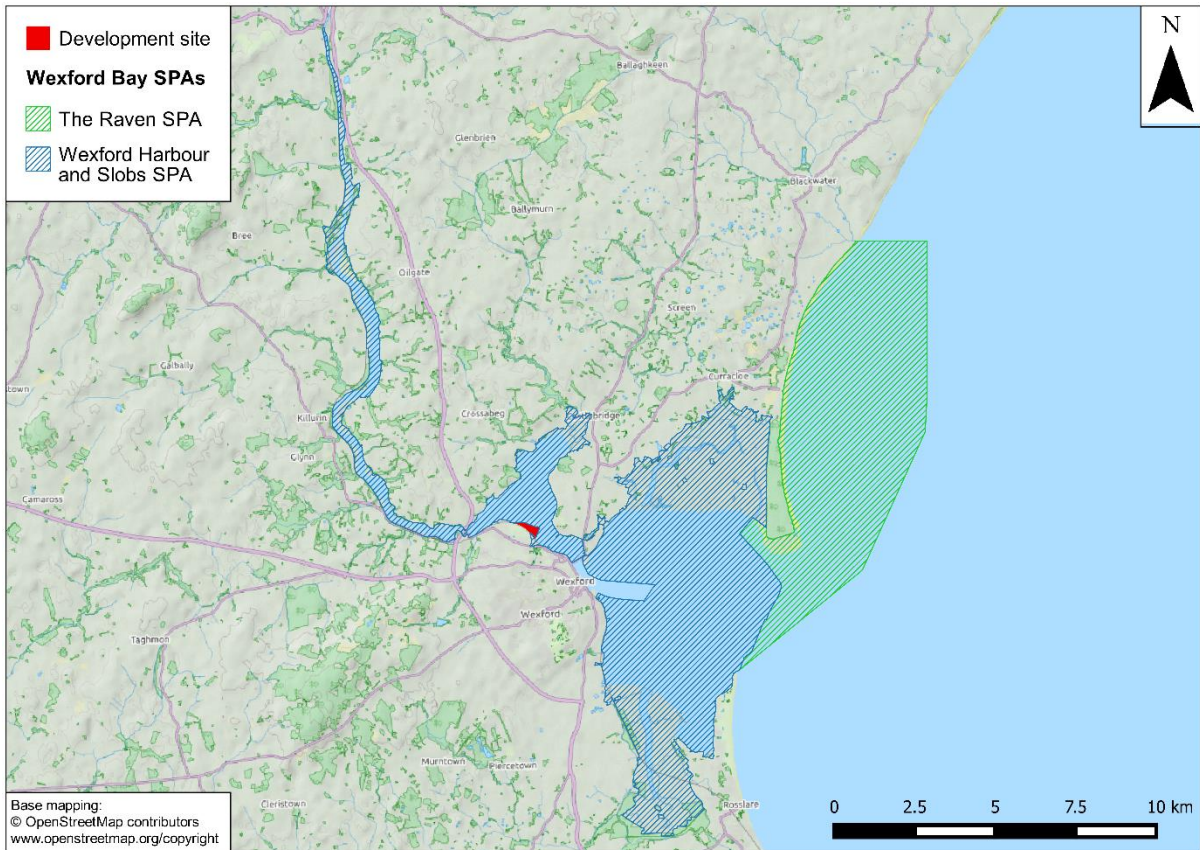 Development site
Wexford Bay SPAs
The Raven SPA
Wexford Harbour
and Slobs SPA
N
Ballaghkeen
Glenbrien
Blackwater
Ballymurn
Bree
Oilgate
Screen
Galbally
town
Curracloe
Killurin
Crossabeg
bridge
Glynn
Camaross
Wexford
Wexford
Taghmon
Murntown
Piercetown
Cleristown
Rosslare
Base mapping:
© OpenStreetMap contributors
www.openstreetmap.org/copyright
0 2.5 5 7.5 10 km